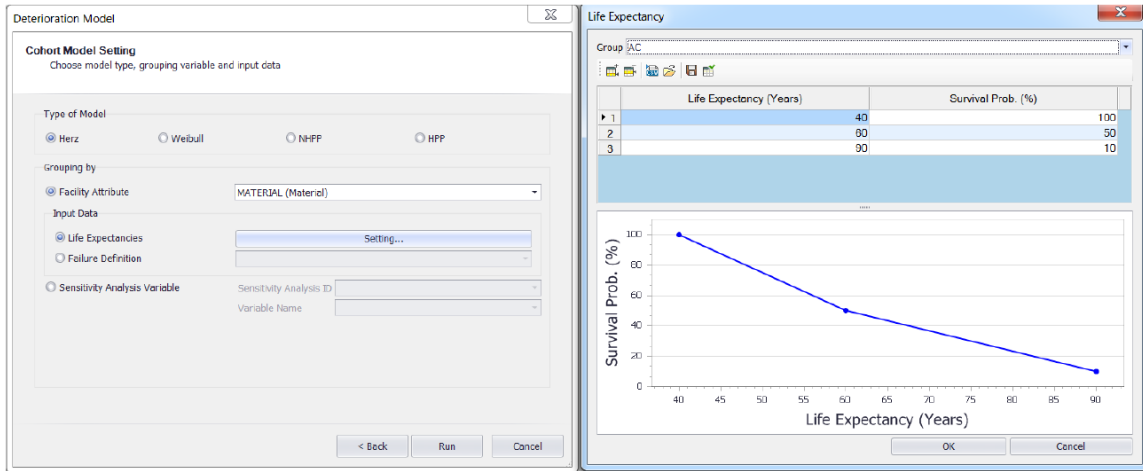 Deterioration Model
Cohort Model Setting
Choose model type, grouping variable and input data
Type of Model
Herz
Weibull
NHPP
HPP
Grouping by
Facility Attribute
MATERIAL (Material)
Input Data
Life Expectancies
Setting...
Failure Definition
Sensitivity Analysis Variable
Sensitivity Analysis ID
Variable Name
< Back
Run
Cancel
Life Expectancy
Group AC
Life Expectancy (Years) Survival Prob. (%)
1 40 100
2 60 50
3 90 10
Survival Prob. (%)
100
80
60
40
20
0
40 45 50 55 60 65 70 75 80 85 90
Life Expectancy (Years)
OK
Cancel